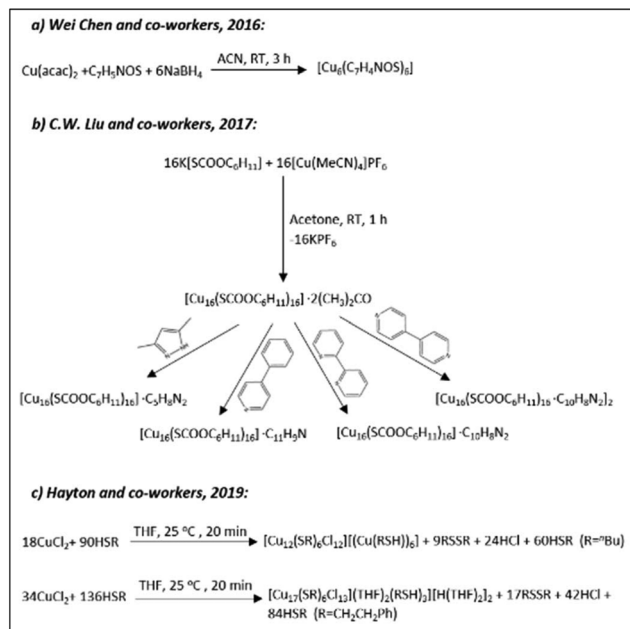 a) Wei Chen and co-workers, 2016:
Cu(acac)₂ +C₇H₅NOS + 6NaBH₄ ACN, RT, 3 h [Cu₆(C₇H₄NOS)₆]
b) C.W. Liu and co-workers, 2017:
16K[SCOOC₆H₁₁] + 16[Cu(MeCN)₄]PF₆
Acetone, RT, 1 h
-16KPF₆
[Cu₁₆(SCOOC₆H₁₁)₁₆]·2(CH₃)₂CO
[Cu₁₆(SCOOC₆H₁₁)₁₆]·C₅H₈N₂
[Cu₁₆(SCOOC₆H₁₁)₁₆·C₁₀H₈N₂]₂
[Cu₁₆(SCOOC₆H₁₁)₁₆]·C₁₁H₉N
[Cu₁₆(SCOOC₆H₁₁)₁₆]·C₁₀H₈N₂
c) Hayton and co-workers, 2019:
THF, 25 °C , 20 min
18CuCl₂+ 90HSR [Cu₁₂(SR)₆Cl₁₂][(Cu(RSH))₆] + 9RSSR + 24HCl + 60HSR (R=ⁿBu)
THF, 25 °C , 20 min
34CuCl₂+ 136HSR [Cu₁₇(SR)₆Cl₁₃](THF)₂(RSH)₃][H(THF)₂]₂ + 17RSSR + 42HCl +
84HSR (R=CH₂CH₂Ph)